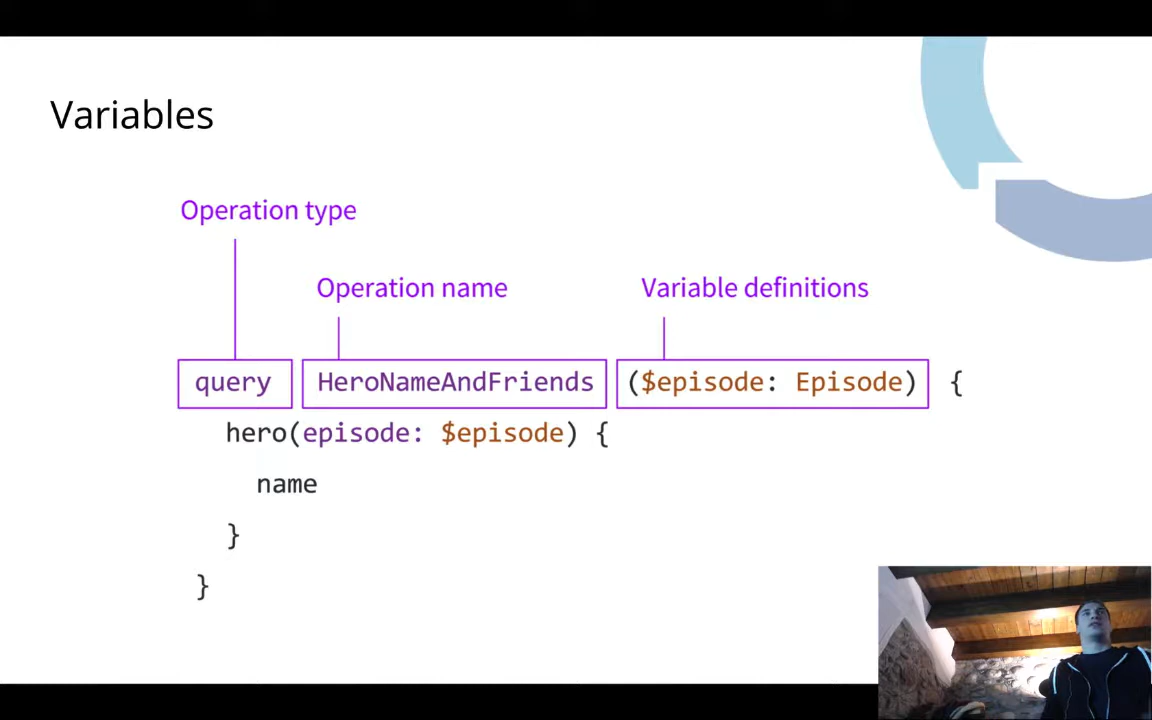 Variables
Operation type
Operation name
Variable definitions
query HeroNameAndFriends ($episode: Episode) {
hero(episode: $episode) {
name
}
}